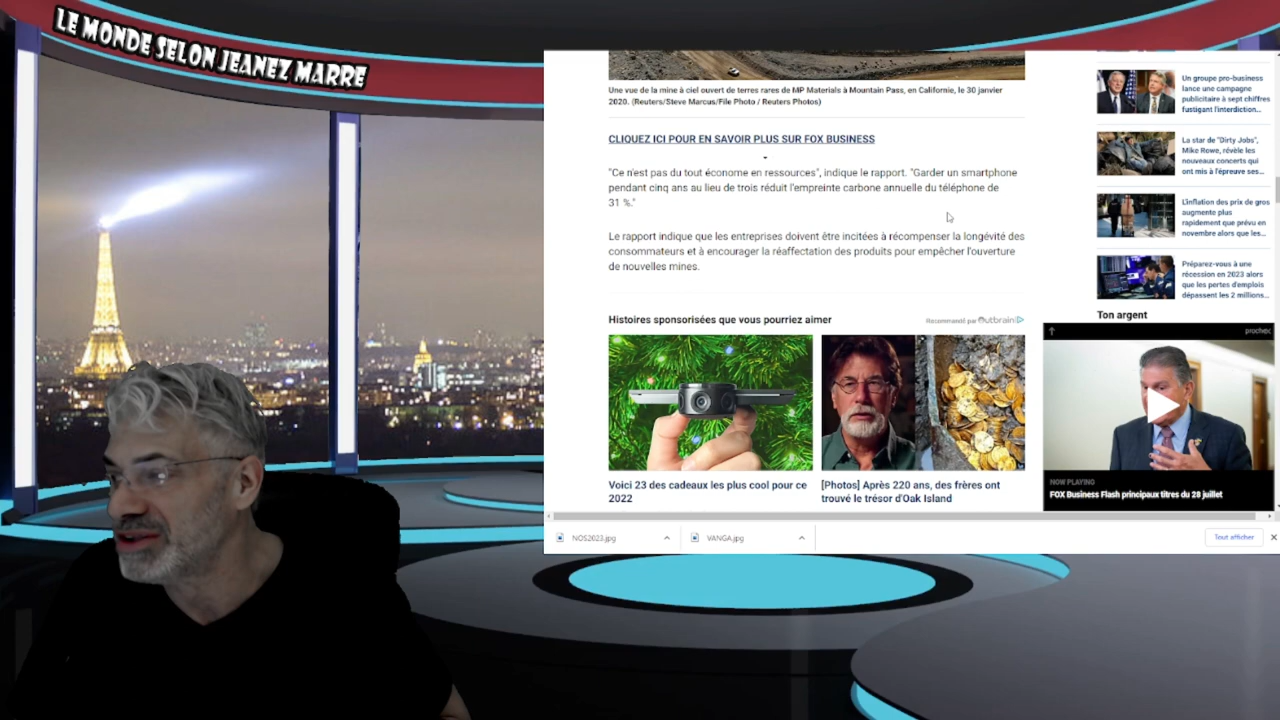 LE MONDE SELON JEANEZ MARRE
Une vue de la mine à ciel ouvert de terres rares de MP Materials à Mountain Pass, en Californie, le 30 janvier
2020. (Reuters/Steve Marcus/File Photo / Reuters Photos)
CLIQUEZ ICI POUR EN SAVOIR PLUS SUR FOX BUSINESS
"Ce n'est pas du tout économe en ressources", indique le rapport. "Garder un smartphone
pendant cinq ans au lieu de trois réduit l'empreinte carbone annuelle du téléphone de
31 %."
Le rapport indique que les entreprises doivent être incitées à récompenser la longévité des
consommateurs et à encourager la réaffectation des produits pour empêcher l'ouverture
de nouvelles mines.
Histoires sponsorisées que vous pourriez aimer
Recommandé par Outbrain
Voici 23 des cadeaux les plus cool pour ce
2022
[Photos] Après 220 ans, des frères ont
trouvé le trésor d'Oak Island
Un groupe pro-business
lance une campagne
publicitaire à sept chiffres
fustigant l'interdiction...
La star de "Dirty Jobs",
Mike Rowe, révèle les
nouveaux concerts qui
ont mis à l'épreuve ses...
L'inflation des prix de gros
augmente plus
rapidement que prévu en
novembre alors que les...
Préparez-vous à une
récession en 2023 alors
que les pertes d'emplois
dépassent les 2 millions...
Ton argent
NOW PLAYING
FOX Business Flash principaux titres du 28 juillet
NOS2023.jpg
VANGA.jpg
Tout afficher